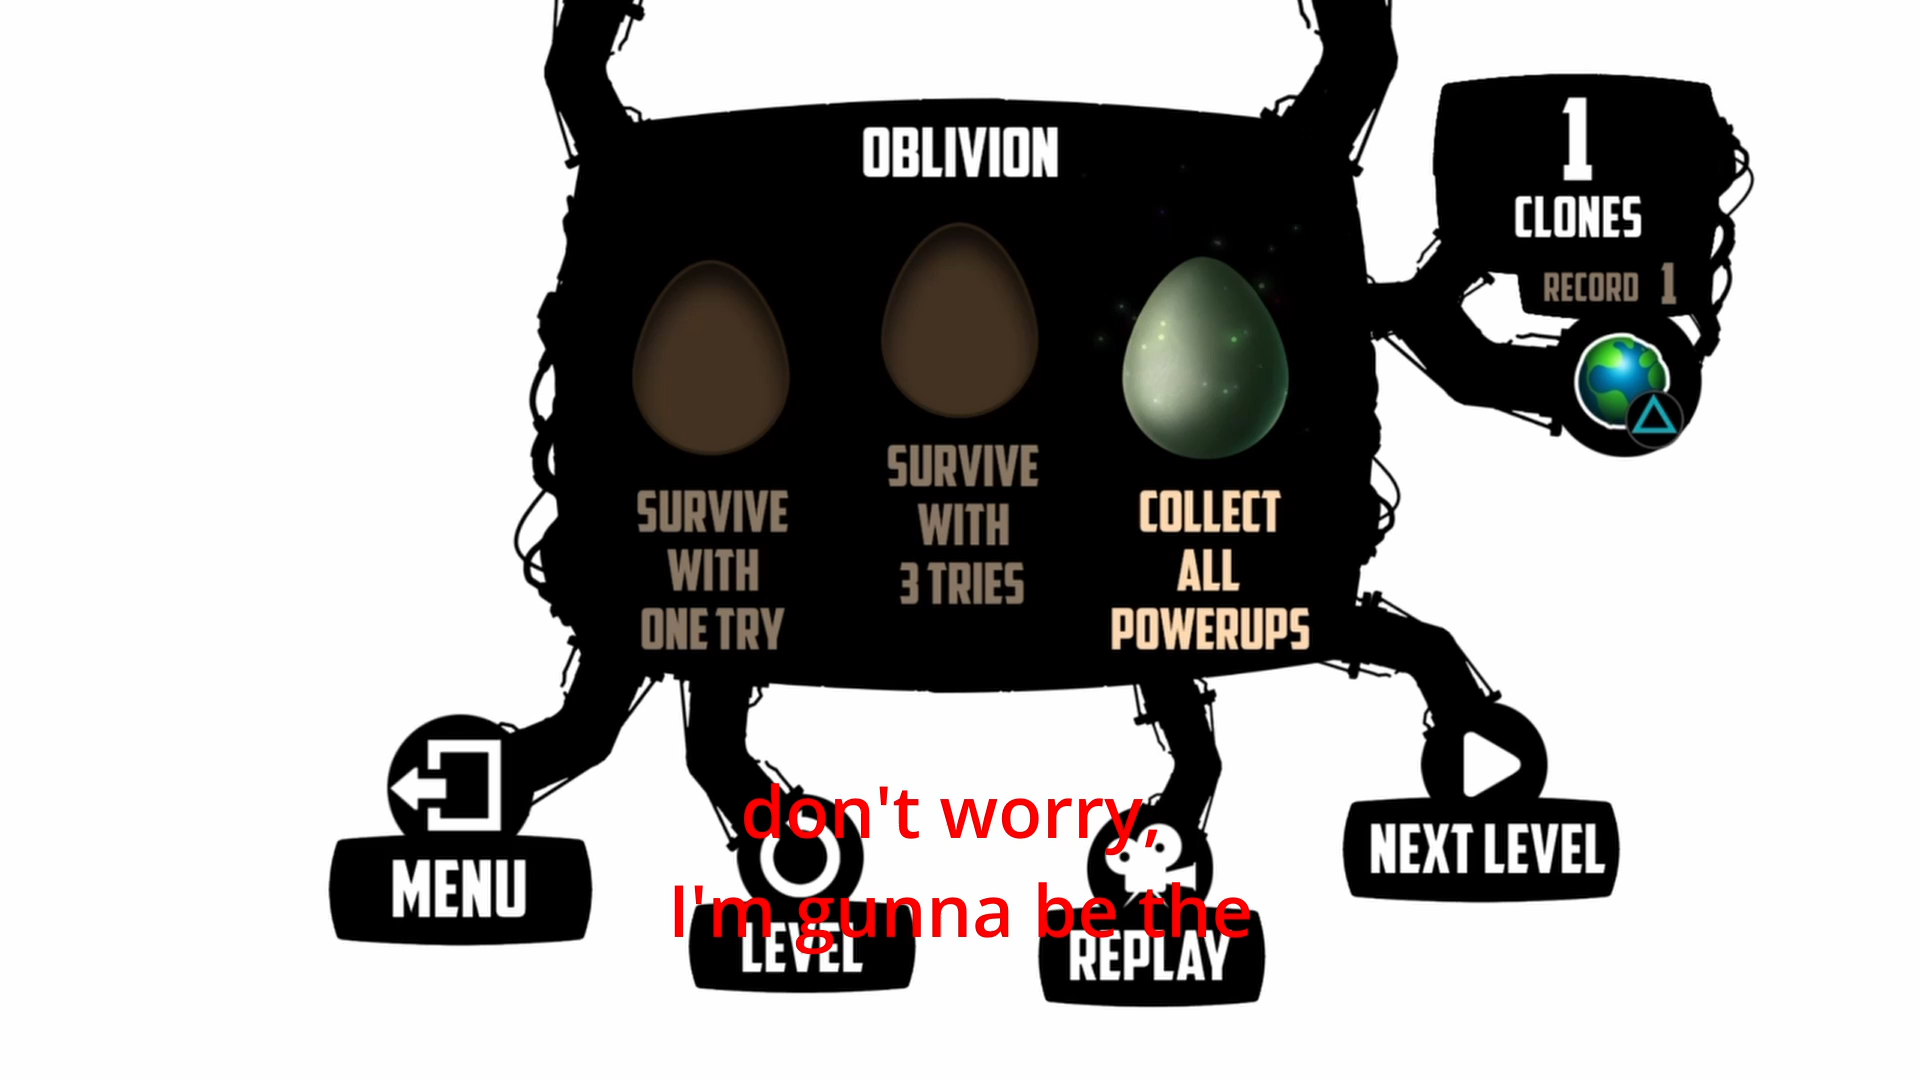 OBLIVION
1
CLONES
RECORD 1
SURVIVE
WITH
ONE TRY
SURVIVE
WITH
3 TRIES
COLLECT
ALL
POWERUPS
MENU
LEVEL
REPLAY
NEXT LEVEL
don't worry,
I'm gunna be the